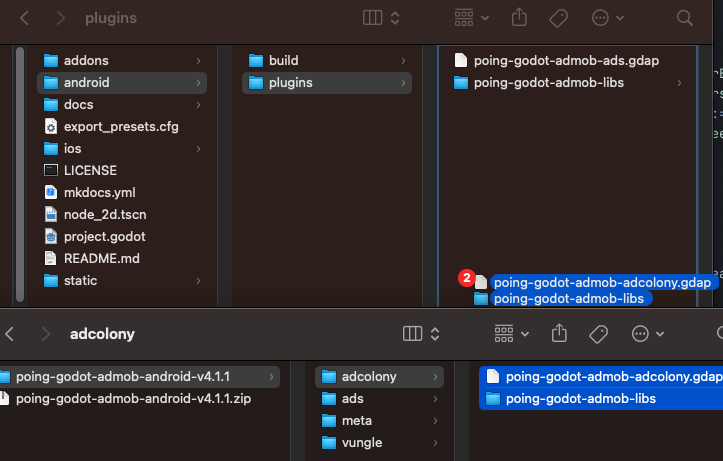 plugins
addons
android
docs
export_presets.cfg
ios
LICENSE
mkdocs.yml
node_2d.tscn
project.godot
README.md
static
build
plugins
poing-godot-admob-ads.gdap
poing-godot-admob-libs
2
poing-godot-admob-adcolony.gdap
poing-godot-admob-libs
adcolony
poing-godot-admob-android-v4.1.1
poing-godot-admob-android-v4.1.1.zip
adcolony
ads
meta
vungle
poing-godot-admob-adcolony.gdap
poing-godot-admob-libs